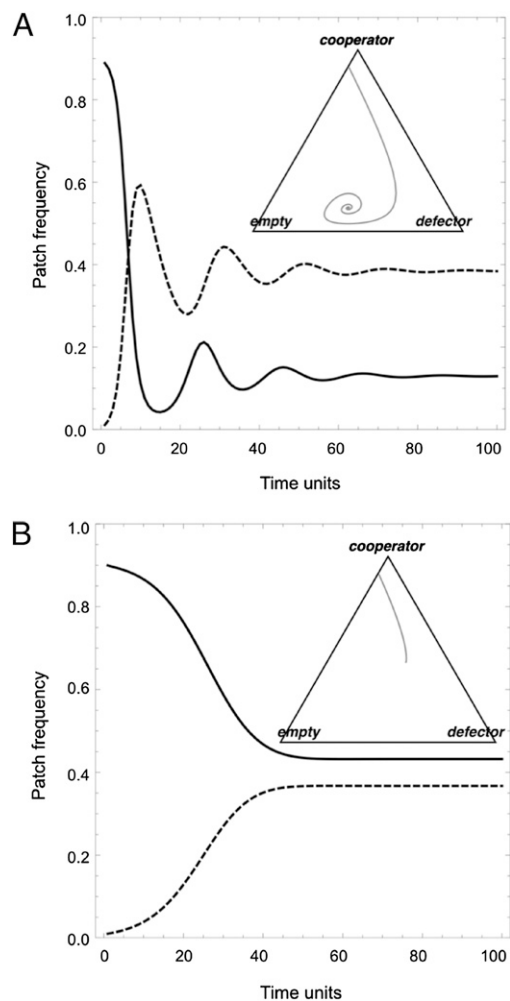 A
1.0
cooperator
0.8
0.6
empty defector
0.4
0.2
0.0
Patch frequency
0 20 40 60 80 100
Time units
B
1.0
cooperator
0.8
0.6
empty defector
0.4
0.2
0.0
Patch frequency
0 20 40 60 80 100
Time units